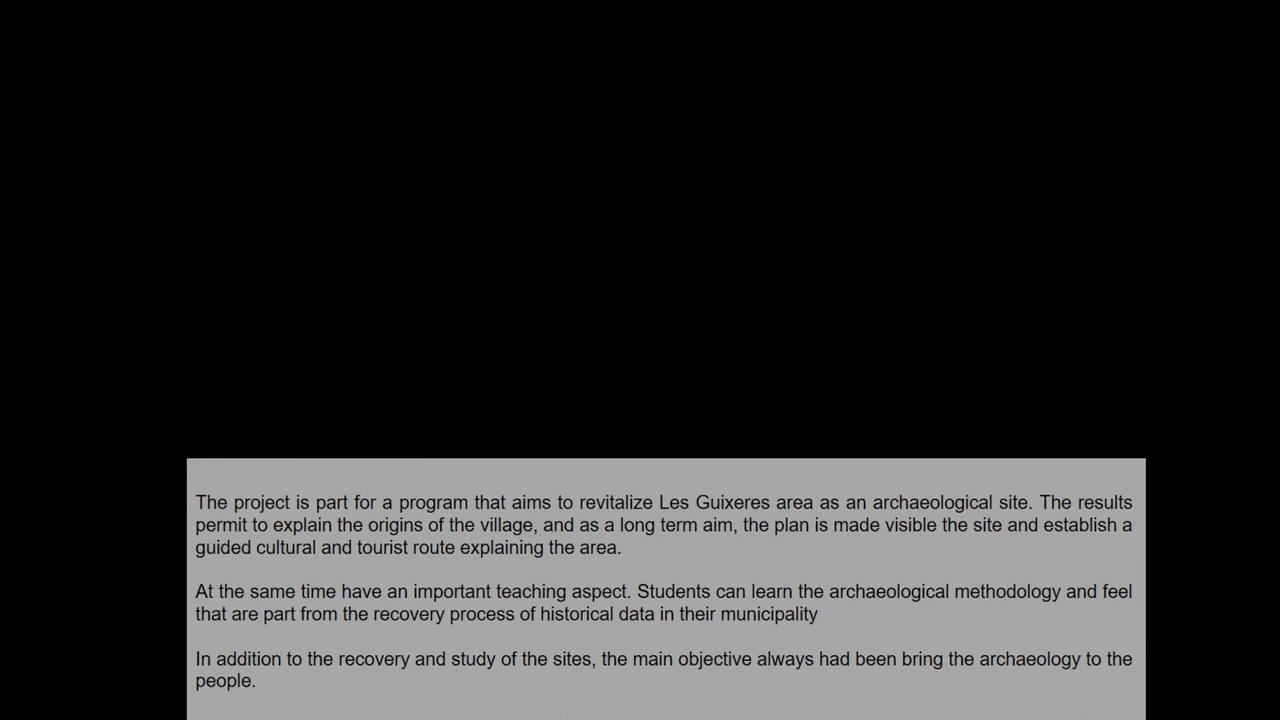 The project is part for a program that aims to revitalize Les Guixeres area as an archaeological site. The results
permit to explain the origins of the village, and as a long term aim, the plan is made visible the site and establish a
guided cultural and tourist route explaining the area.
At the same time have an important teaching aspect. Students can learn the archaeological methodology and feel
that are part from the recovery process of historical data in their municipality
In addition to the recovery and study of the sites, the main objective always had been bring the archaeology to the
people.